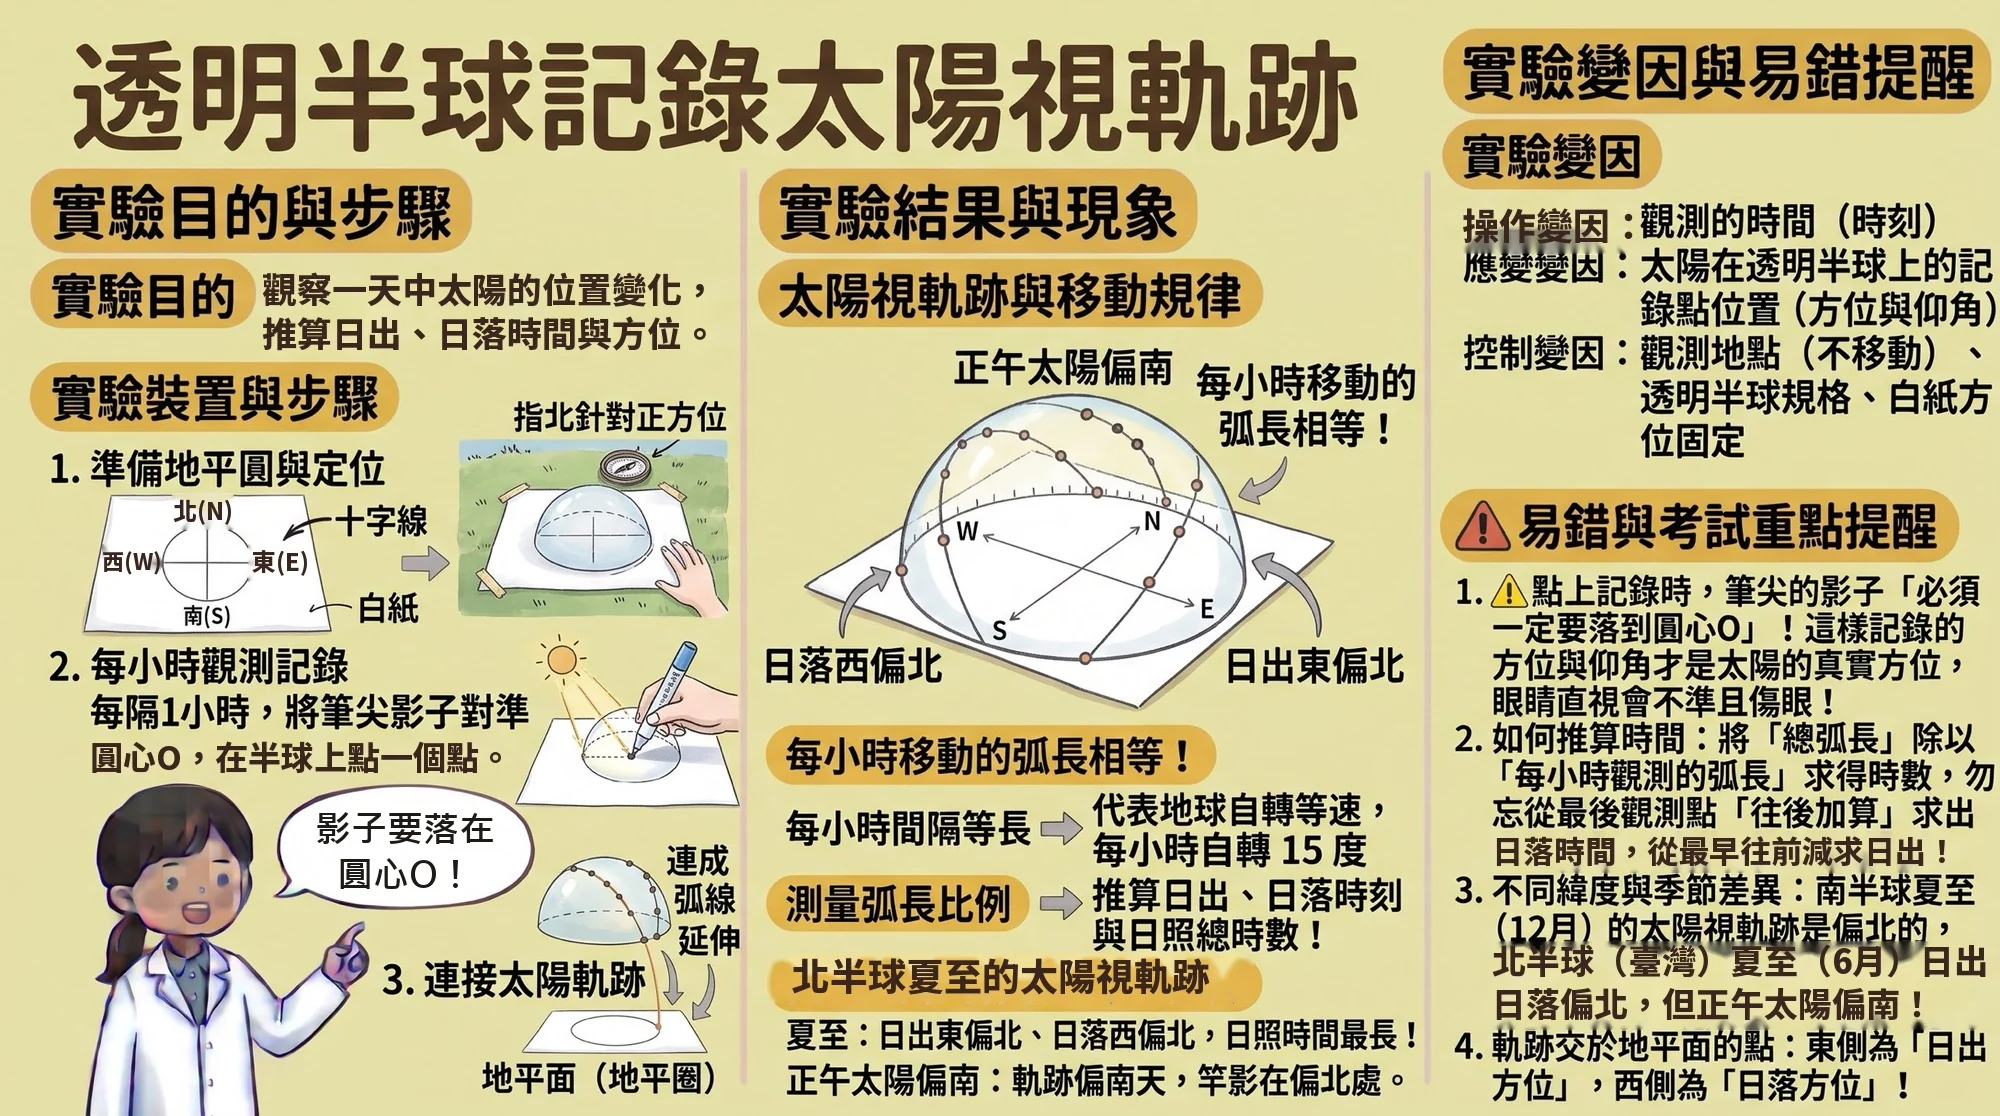 透明半球記錄太陽視軌跡
實驗目的與步驟
實驗目的
觀察一天中太陽的位置變化，
推算日出、日落時間與方位。
實驗裝置與步驟
指北針對正方位
1. 準備地平圓與定位
北(N)
十字線
西(W)
東(E)
南(S)
白紙
2. 每小時觀測記錄
每隔1小時，將筆尖影子對準
圓心O，在半球上點一個點。
影子要落在
圓心O！
連成
弧線
延伸
3. 連接太陽軌跡
地平面（地平圈）
實驗結果與現象
太陽視軌跡與移動規律
正午太陽偏南
每小時移動的
弧長相等！
W
N
S
E
日落西偏北
日出東偏北
每小時移動的弧長相等！
每小時間隔等長
代表地球自轉等速，
每小時自轉 15 度
測量弧長比例
推算日出、日落時刻
與日照總時數！
北半球夏至的太陽視軌跡
夏至：日出東偏北、日落西偏北，日照時間最長！
正午太陽偏南：軌跡偏南天，竿影在偏北處。
實驗變因與易錯提醒
實驗變因
操作變因：觀測的時間（時刻）
應變變因：太陽在透明半球上的記
錄點位置（方位與仰角）
控制變因：觀測地點（不移動）、
透明半球規格、白紙方
位固定
易錯與考試重點提醒
1. 點上記錄時，筆尖的影子「必須
一定要落到圓心O」！這樣記錄的
方位與仰角才是太陽的真實方位，
眼睛直視會不準且傷眼！
2. 如何推算時間：將「總弧長」除以
「每小時觀測的弧長」求得時數，勿
忘從最後觀測點「往後加算」求出
日落時間，從最早往前減求日出！
3. 不同緯度與季節差異：南半球夏至
（12月）的太陽視軌跡是偏北的，
北半球（臺灣）夏至（6月）日出
日落偏北，但正午太陽偏南！
4. 軌跡交於地平面的點：東側為「日出
方位」，西側為「日落方位」！